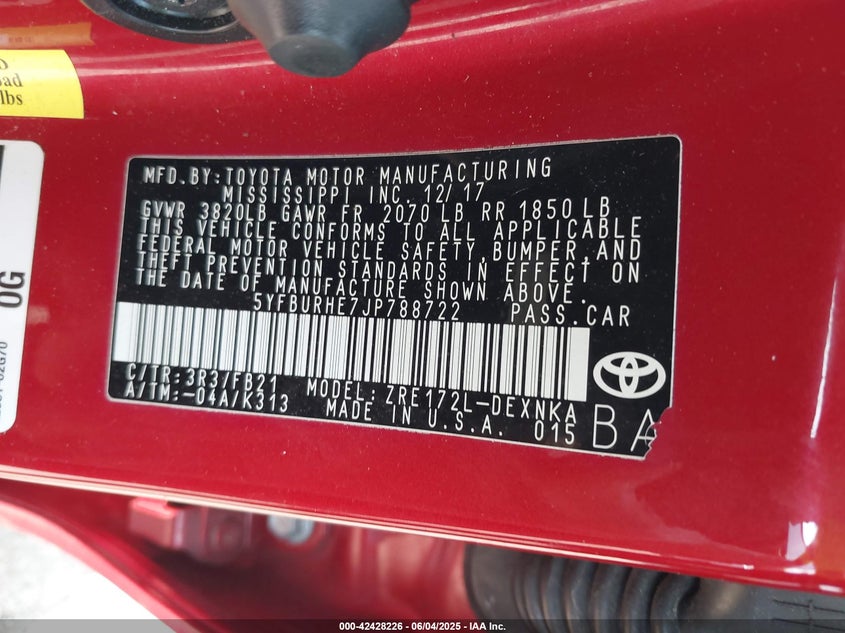 ad
lbs
OG
MFD.BY:TOYOTA MOTOR MANUFACTURING
MISSISSIPPI INC. 12/17
GVWR 3820LB GAWR FR 2070 LB RR 1850 LB
THIS VEHICLE CONFORMS TO ALL APPLICABLE
FEDERAL MOTOR VEHICLE SAFETY,BUMPER,AND
THEFT PREVENTION STANDARDS IN EFFECT ON
THE DATE OF MANUFACTURE SHOWN ABOVE.
5YFBURHE7JP788722 PASS.CAR
C/TR:3R3/FB21 MODEL:ZRE172L-DEXNKA
A/TM:-04A/K313 MADE IN U.S.A. 015
BA
000-42428226 - 06/04/2025 - IAA Inc.